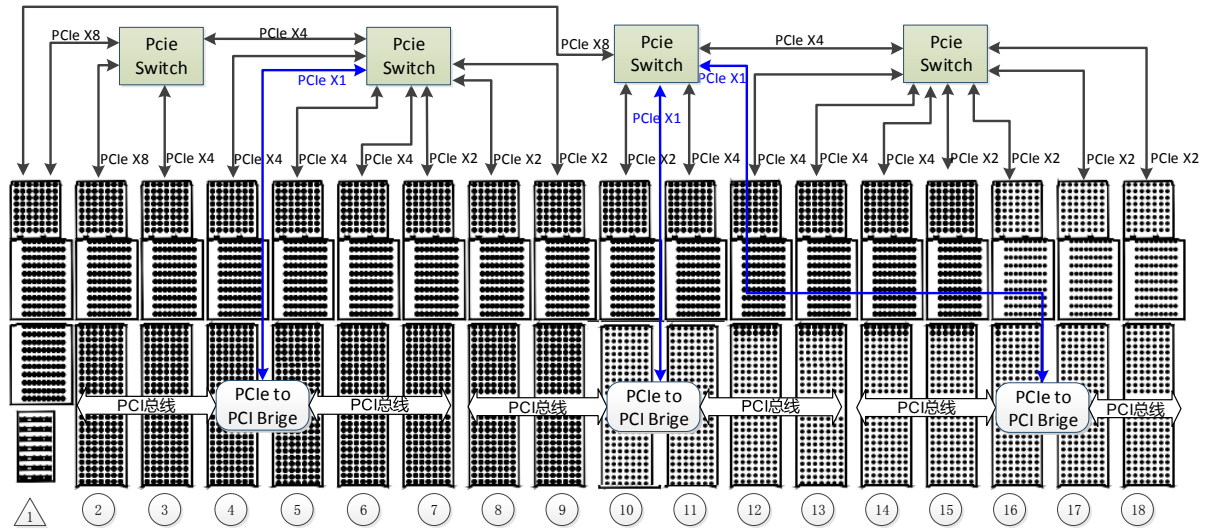 PCIe X8
Pcie
Switch
PCIe X4
Pcie
Switch
PCIe X1
PCIe X8
Pcie
Switch
PCIe X4
PCIe X1
PCIe X1
Pcie
Switch
PCIe X8
PCIe X4
PCIe X4
PCIe X4
PCIe X4
PCIe X2
PCIe X2
PCIe X2
PCIe X2
PCIe X4
PCIe X4
PCIe X4
PCIe X4
PCIe X2
PCIe X2
PCIe X2
PCIe X2
PCI总线
PCIe to
PCI Brige
PCI总线
PCI总线
PCIe to
PCI Brige
PCI总线
PCI总线
PCIe to
PCI Brige
PCI总线
1
2
3
4
5
6
7
8
9
10
11
12
13
14
15
16
17
18